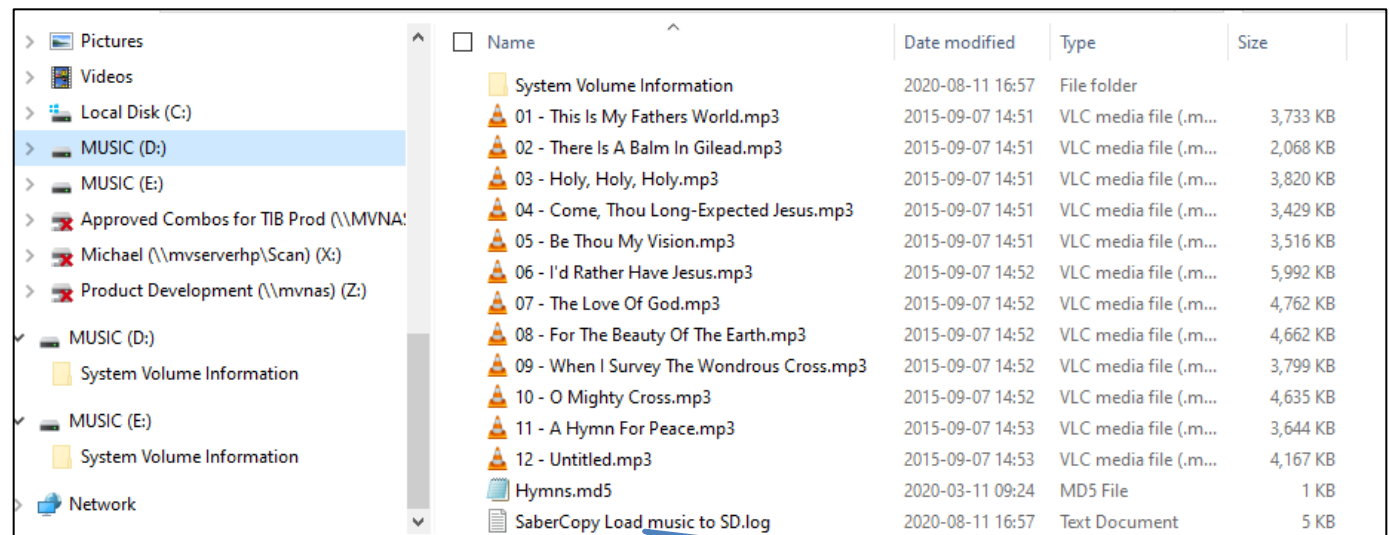 Pictures
Videos
Local Disk (C:)
MUSIC (D:)
MUSIC (E:)
Approved Combos for TIB Prod (\\MVNAS
Michael (\\mvserverhp\Scan) (X:)
Product Development (\\mvnas) (Z:)
MUSIC (D:)
System Volume Information
MUSIC (E:)
System Volume Information
Network
Name Date modified Type Size
System Volume Information 2020-08-11 16:57 File folder
01 - This Is My Fathers World.mp3 2015-09-07 14:51 VLC media file (.m... 3,733 KB
02 - There Is A Balm In Gilead.mp3 2015-09-07 14:51 VLC media file (.m... 2,068 KB
03 - Holy, Holy, Holy.mp3 2015-09-07 14:51 VLC media file (.m... 3,820 KB
04 - Come, Thou Long-Expected Jesus.mp3 2015-09-07 14:51 VLC media file (.m... 3,429 KB
05 - Be Thou My Vision.mp3 2015-09-07 14:51 VLC media file (.m... 3,516 KB
06 - I'd Rather Have Jesus.mp3 2015-09-07 14:52 VLC media file (.m... 5,992 KB
07 - The Love Of God.mp3 2015-09-07 14:52 VLC media file (.m... 4,762 KB
08 - For The Beauty Of The Earth.mp3 2015-09-07 14:52 VLC media file (.m... 4,662 KB
09 - When I Survey The Wondrous Cross.mp3 2015-09-07 14:52 VLC media file (.m... 3,799 KB
10 - O Mighty Cross.mp3 2015-09-07 14:52 VLC media file (.m... 4,635 KB
11 - A Hymn For Peace.mp3 2015-09-07 14:53 VLC media file (.m... 3,644 KB
12 - Untitled.mp3 2015-09-07 14:53 VLC media file (.m... 4,167 KB
Hymns.md5 2020-03-11 09:24 MD5 File 1 KB
SaberCopy Load music to SD.log 2020-08-11 16:57 Text Document 5 KB